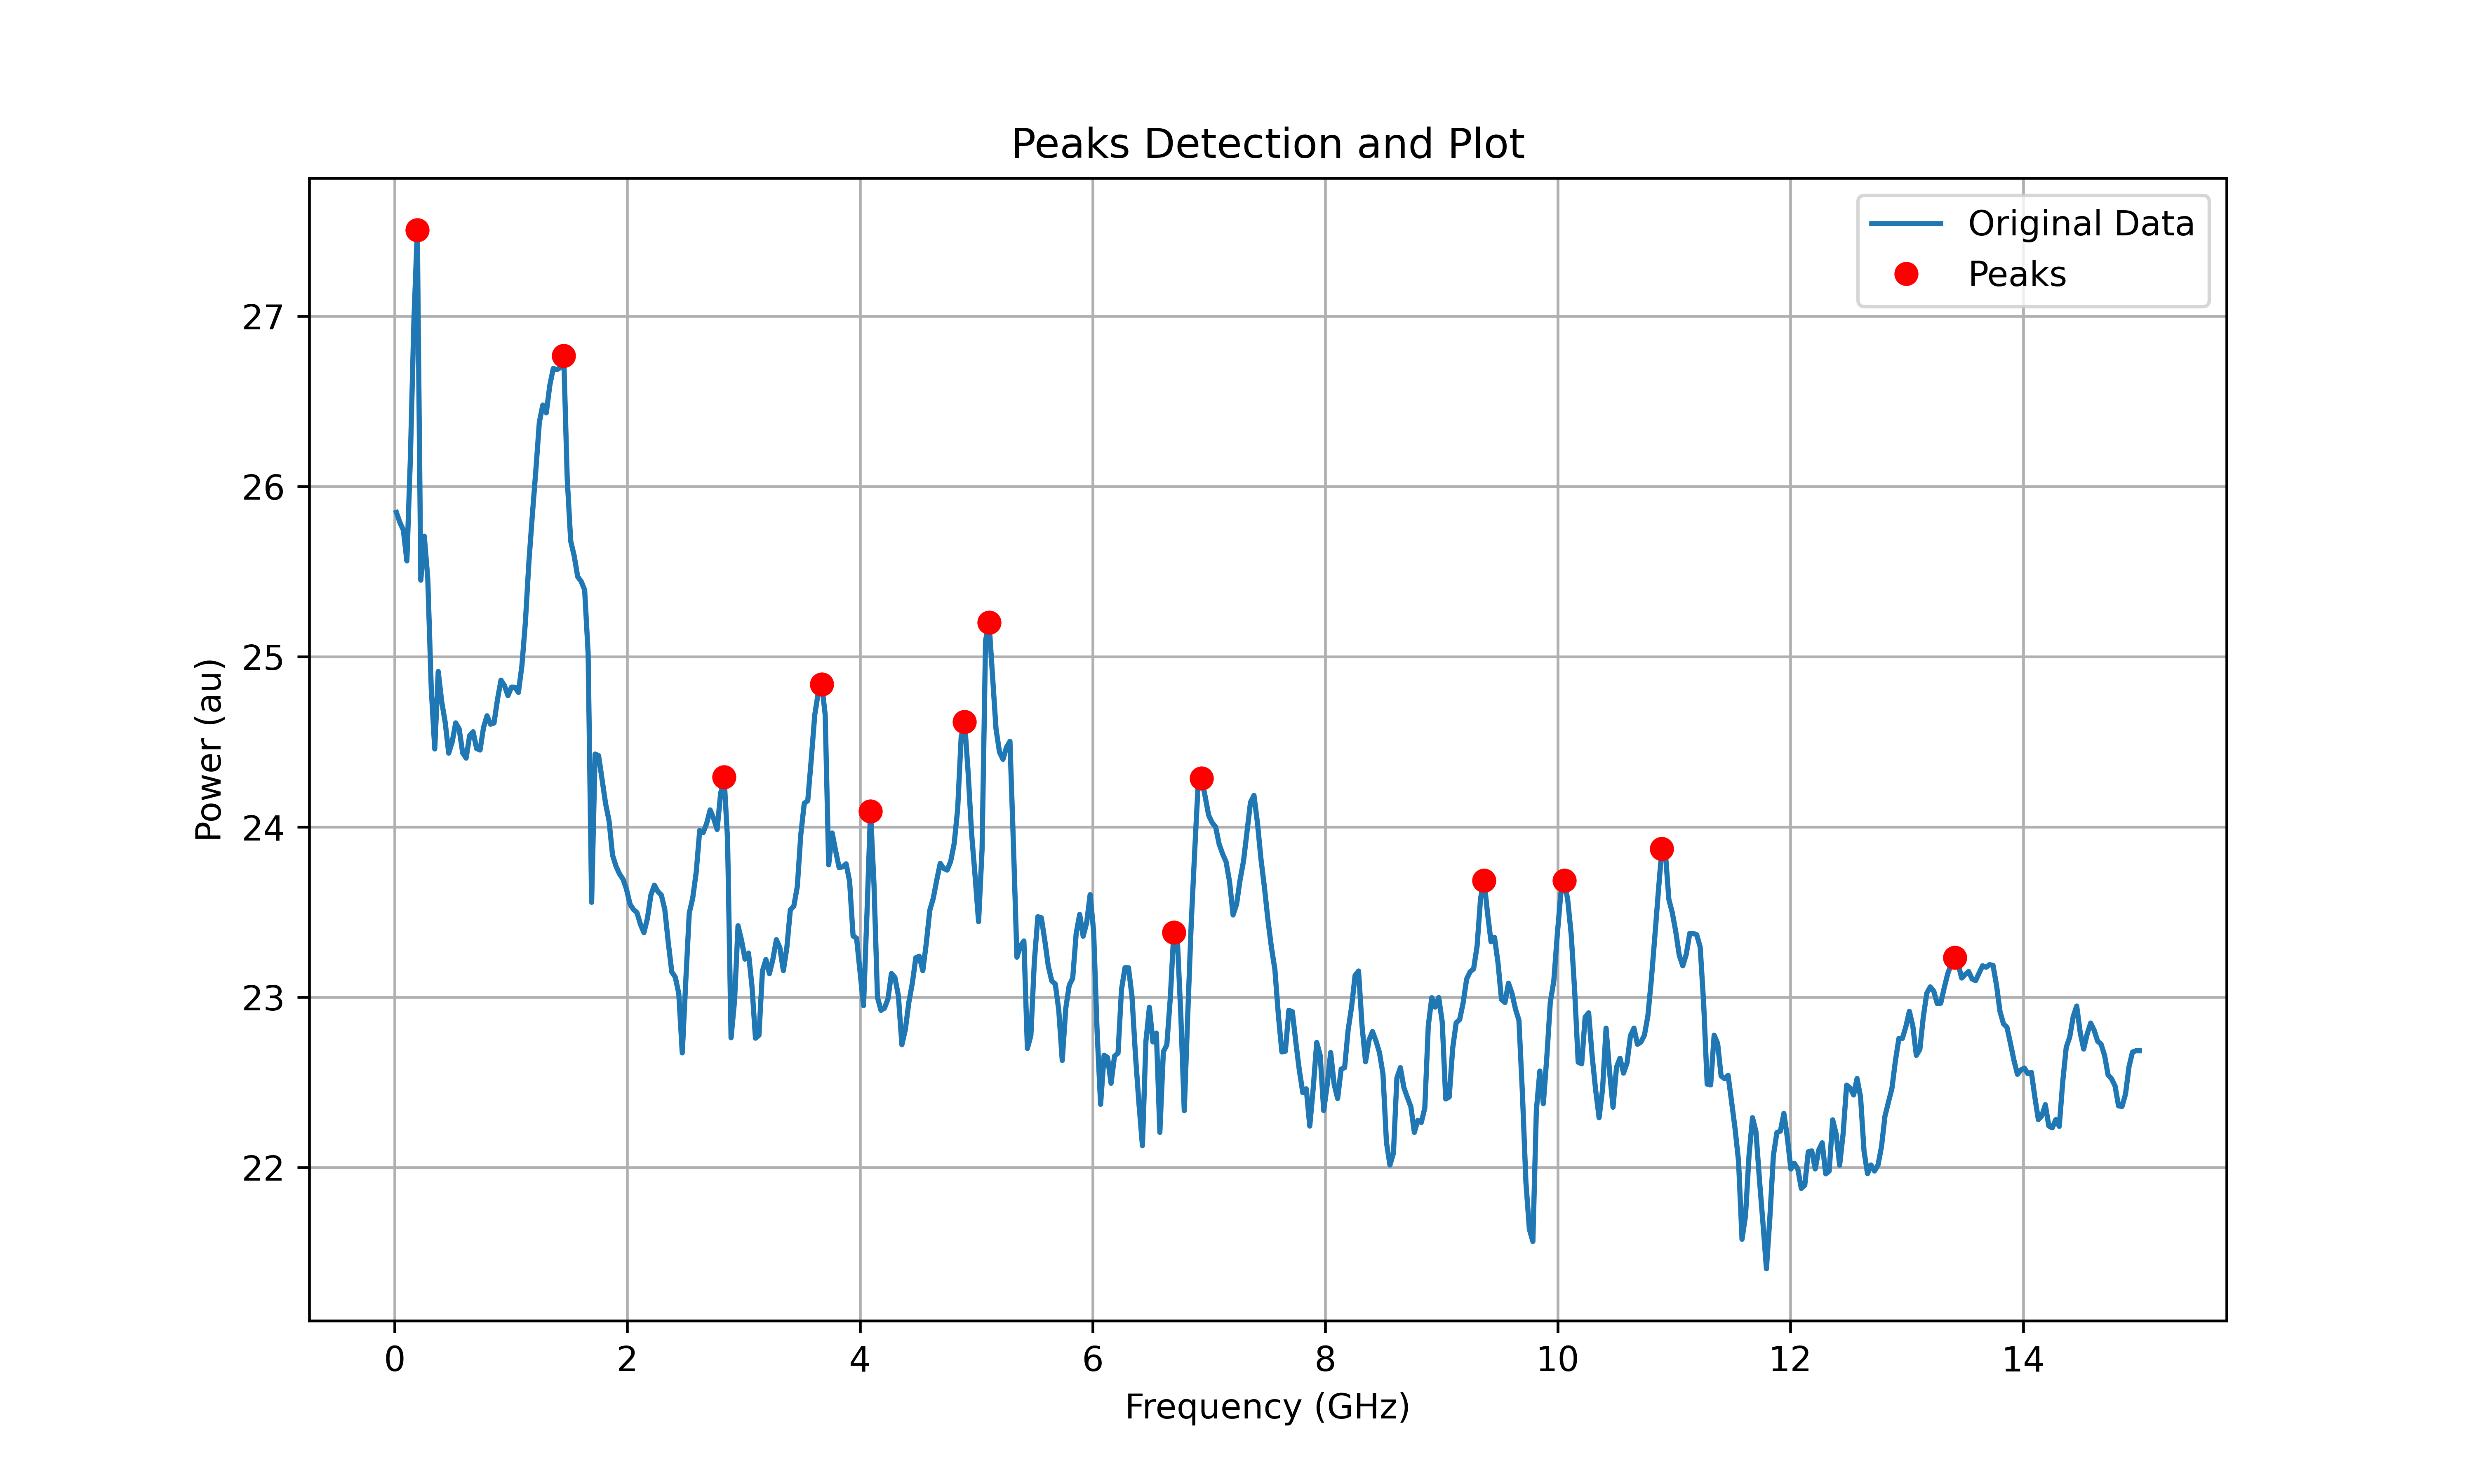 Peaks Detection and Plot
Original Data
Peaks
27
26
25
24
23
22
Power (au)
0 2 4 6 8 10 12 14
Frequency (GHz)